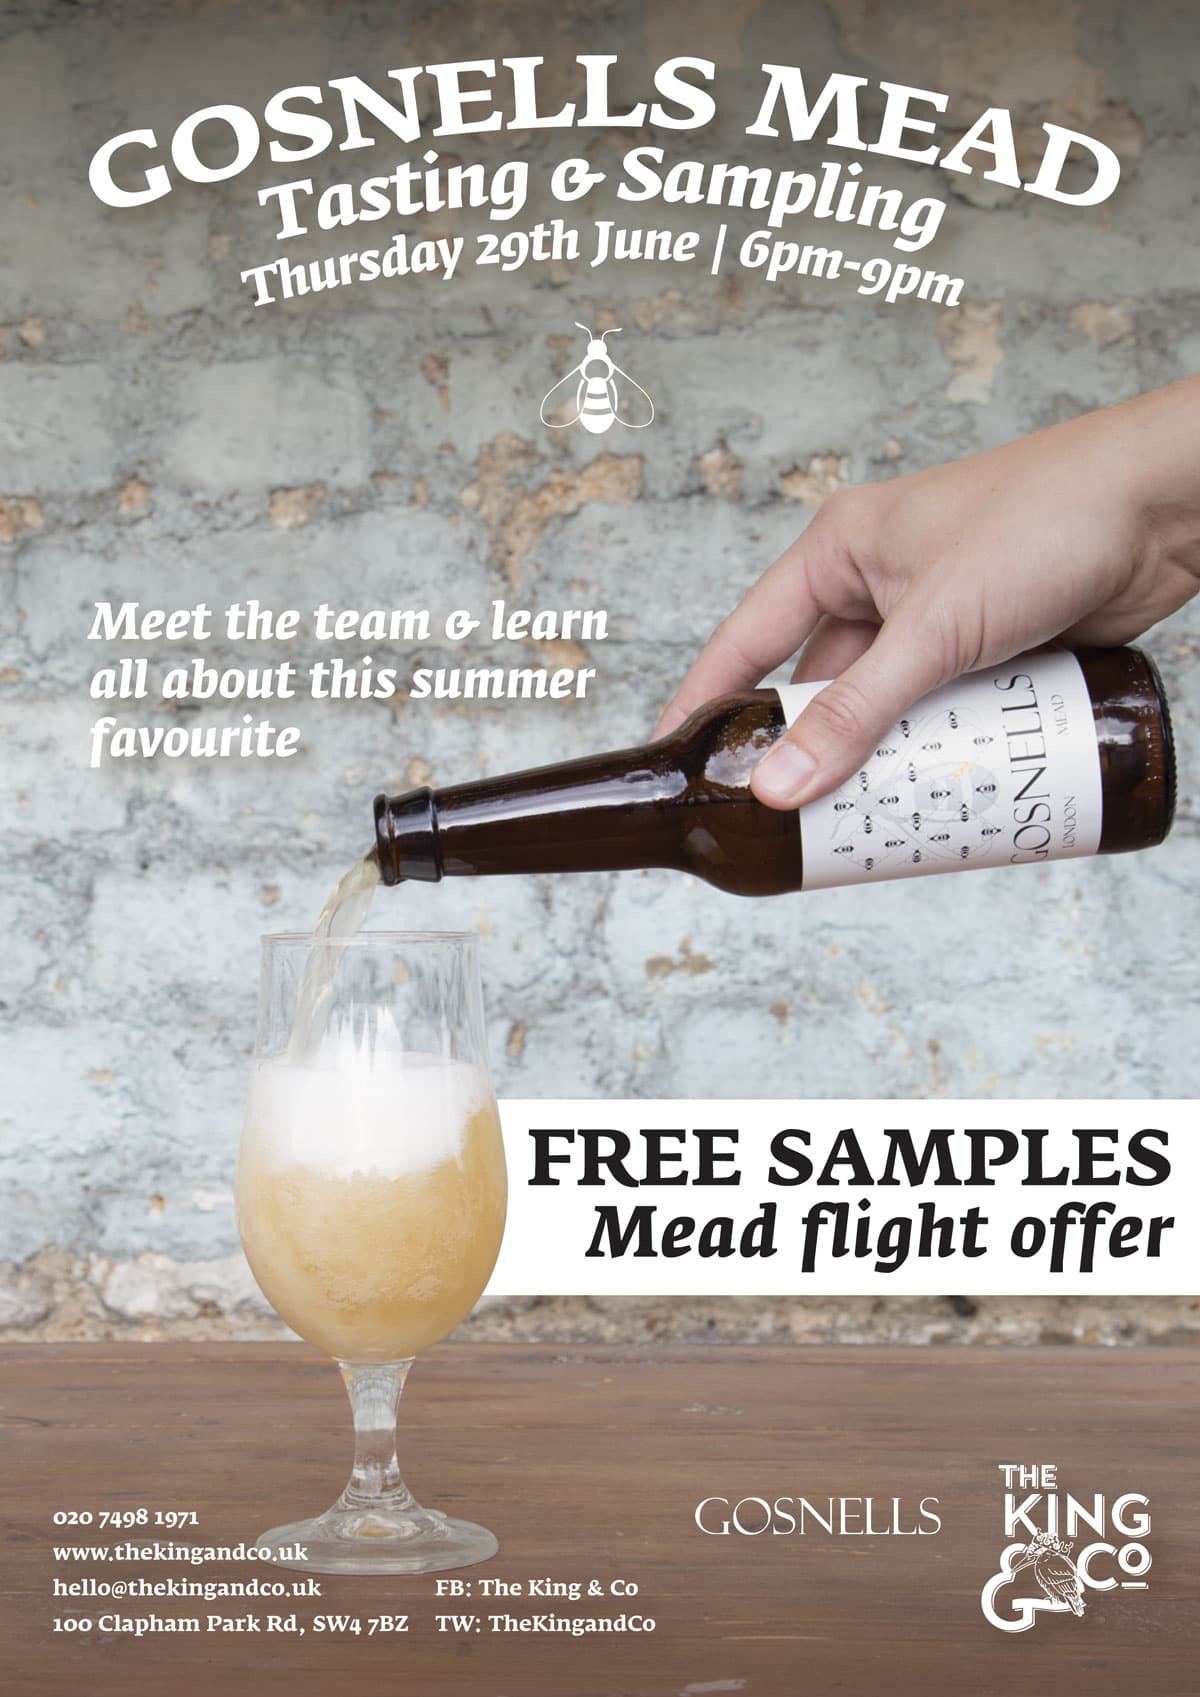 GOSNELLS MEAD
Tasting & Sampling
Thursday 29th June | 6pm-9pm
Meet the team & learn
all about this summer
favourite
GOSNELLS
MEAD
LONDON
FREE SAMPLES
Mead flight offer
020 7498 1971
www.thekingandco.uk
hello@thekingandco.uk
100 Clapham Park Rd, SW4 7BZ
FB: The King & Co
TW: TheKingandCo
GOSNELLS
THE
KING
& Co